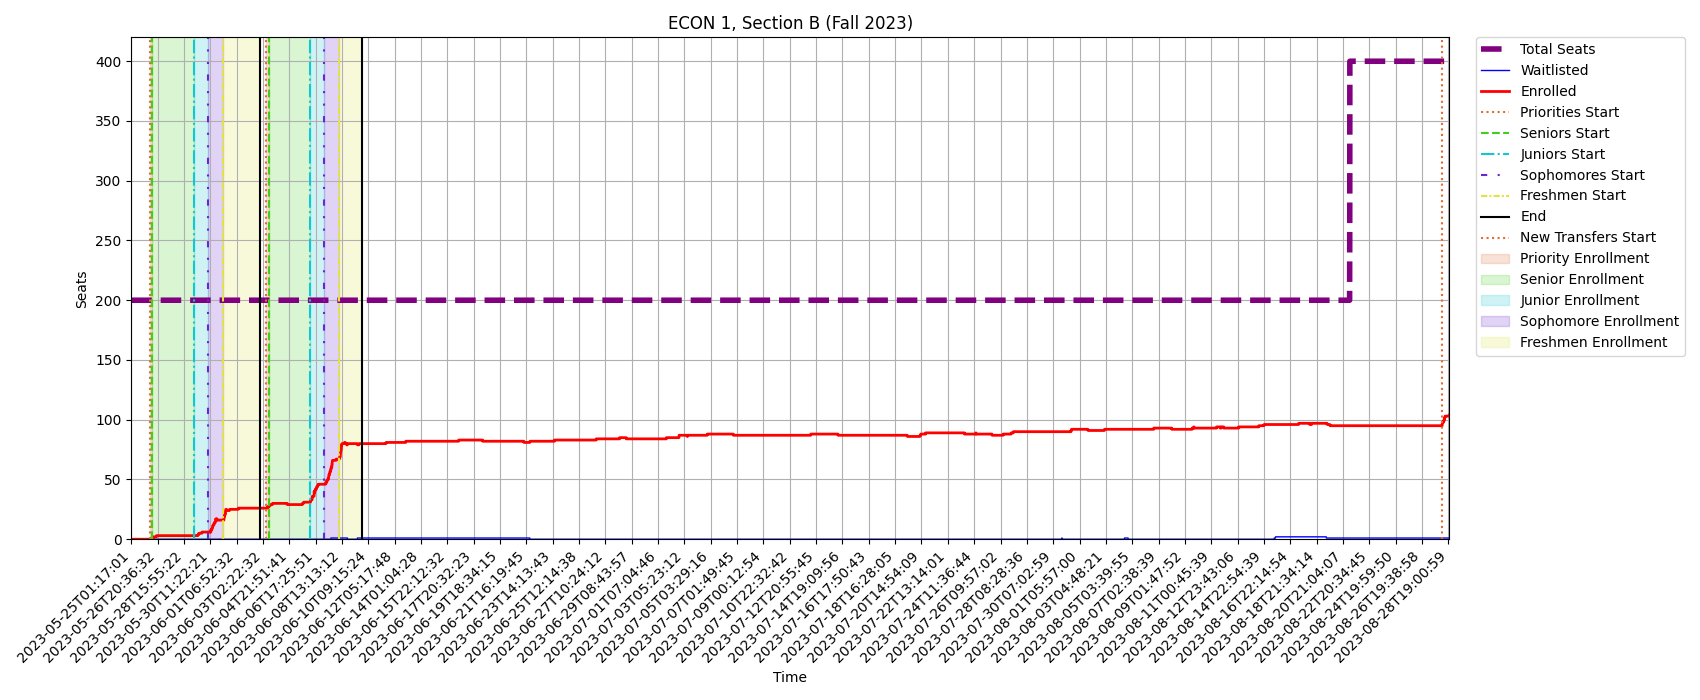 ECON 1, Section B (Fall 2023)
Seats
400
350
300
250
200
150
100
50
0
2023-05-25T01:17:01
2023-05-26T20:36:32
2023-05-28T15:55:22
2023-05-30T11:22:21
2023-06-01T06:52:32
2023-06-03T02:22:32
2023-06-04T21:51:41
2023-06-06T17:25:51
2023-06-08T13:13:12
2023-06-10T09:15:24
2023-06-12T05:17:48
2023-06-14T01:04:28
2023-06-15T22:12:32
2023-06-17T20:32:23
2023-06-19T18:34:15
2023-06-21T16:19:45
2023-06-23T14:13:43
2023-06-25T12:14:38
2023-06-27T10:24:12
2023-06-29T08:43:57
2023-07-01T07:04:46
2023-07-03T05:23:12
2023-07-05T03:29:16
2023-07-07T01:49:45
2023-07-09T00:12:54
2023-07-10T22:32:42
2023-07-12T20:55:45
2023-07-14T19:09:56
2023-07-16T17:50:43
2023-07-18T16:28:05
2023-07-20T14:54:09
2023-07-22T13:14:01
2023-07-24T11:36:44
2023-07-26T09:57:02
2023-07-28T08:28:36
2023-07-30T07:02:59
2023-08-01T05:57:00
2023-08-03T04:48:21
2023-08-05T03:39:55
2023-08-07T02:38:39
2023-08-09T01:47:52
2023-08-11T00:45:39
2023-08-12T23:43:06
2023-08-14T22:54:39
2023-08-16T22:14:54
2023-08-18T21:34:14
2023-08-20T21:04:07
2023-08-22T20:34:45
2023-08-24T19:59:50
2023-08-26T19:38:58
2023-08-28T19:00:59
Time
Total Seats
Waitlisted
Enrolled
Priorities Start
Seniors Start
Juniors Start
Sophomores Start
Freshmen Start
End
New Transfers Start
Priority Enrollment
Senior Enrollment
Junior Enrollment
Sophomore Enrollment
Freshmen Enrollment